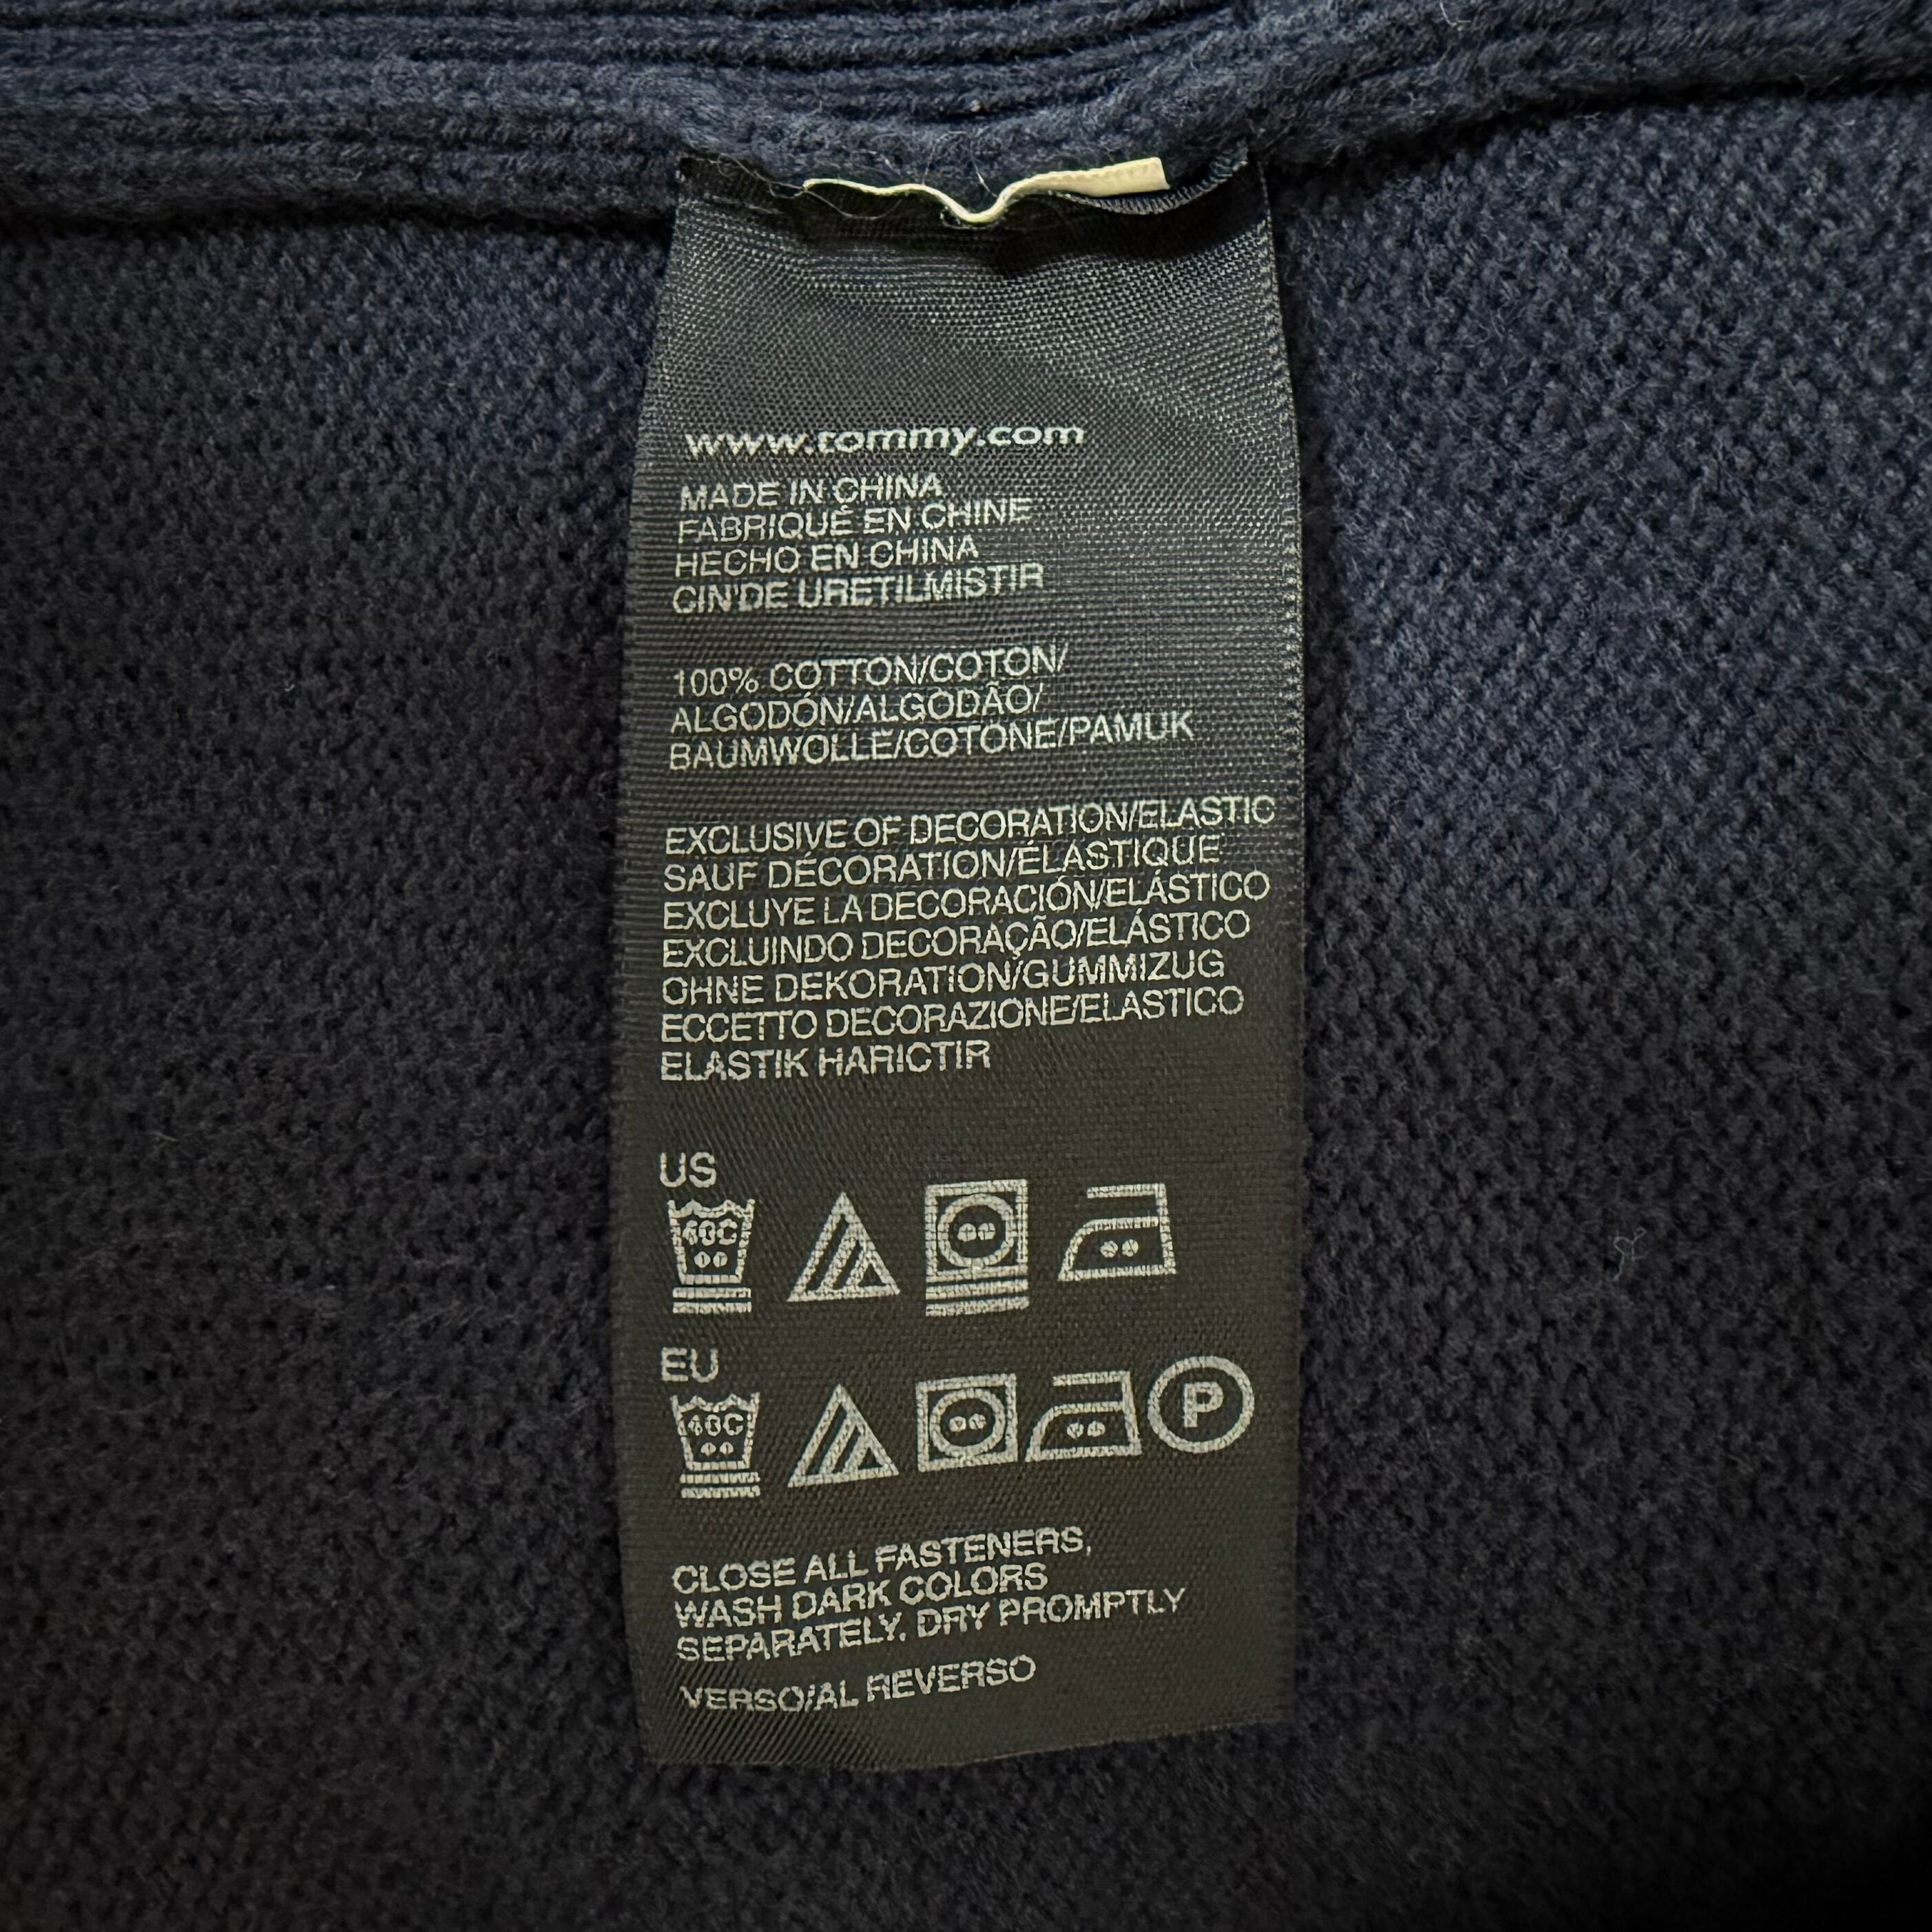 www.tommy.com
MADE IN CHINA
FABRIQUÉ EN CHINE
HECHO EN CHINA
CIN'DE URETILMISTIR
100% COTTON/COTON/
ALGODÓN/ALGODÃO/
BAUMWOLLE/COTONE/PAMUK
EXCLUSIVE OF DECORATION/ELASTIC
SAUF DÉCORATION/ÉLASTIQUE
EXCLUYE LA DECORACIÓN/ELÁSTICO
EXCLUINDO DECORAÇÃO/ELÁSTICO
OHNE DEKORATION/GUMMIZUG
ECCETTO DECORAZIONE/ELASTICO
ELASTIK HARICTIR
US
40C
EU
40C
P
CLOSE ALL FASTENERS,
WASH DARK COLORS
SEPARATELY, DRY PROMPTLY
VERSO/AL REVERSO